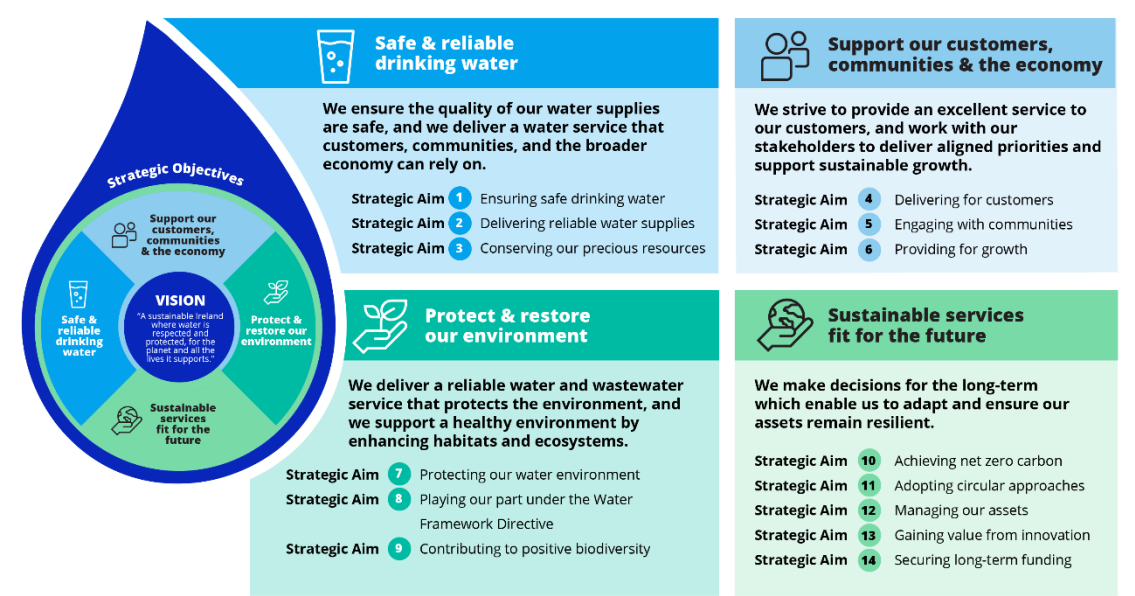 Strategic Objectives
Support our
customers,
communities
& the economy
Safe &
reliable
drinking
water
VISION
“A sustainable Ireland
where water is
respected and
protected, for the
planet and all the
lives it supports.”
Protect &
restore our
environment
Sustainable
services
fit for the
future
Safe & reliable
drinking water
We ensure the quality of our water supplies
are safe, and we deliver a water service that
customers, communities, and the broader
economy can rely on.
Strategic Aim 1 Ensuring safe drinking water
Strategic Aim 2 Delivering reliable water supplies
Strategic Aim 3 Conserving our precious resources
Support our customers,
communities & the economy
We strive to provide an excellent service to
our customers, and work with our
stakeholders to deliver aligned priorities and
support sustainable growth.
Strategic Aim 4 Delivering for customers
Strategic Aim 5 Engaging with communities
Strategic Aim 6 Providing for growth
Protect & restore
our environment
We deliver a reliable water and wastewater
service that protects the environment, and
we support a healthy environment by
enhancing habitats and ecosystems.
Strategic Aim 7 Protecting our water environment
Strategic Aim 8 Playing our part under the Water
Framework Directive
Strategic Aim 9 Contributing to positive biodiversity
Sustainable services
fit for the future
We make decisions for the long-term
which enable us to adapt and ensure our
assets remain resilient.
Strategic Aim 10 Achieving net zero carbon
Strategic Aim 11 Adopting circular approaches
Strategic Aim 12 Managing our assets
Strategic Aim 13 Gaining value from innovation
Strategic Aim 14 Securing long-term funding